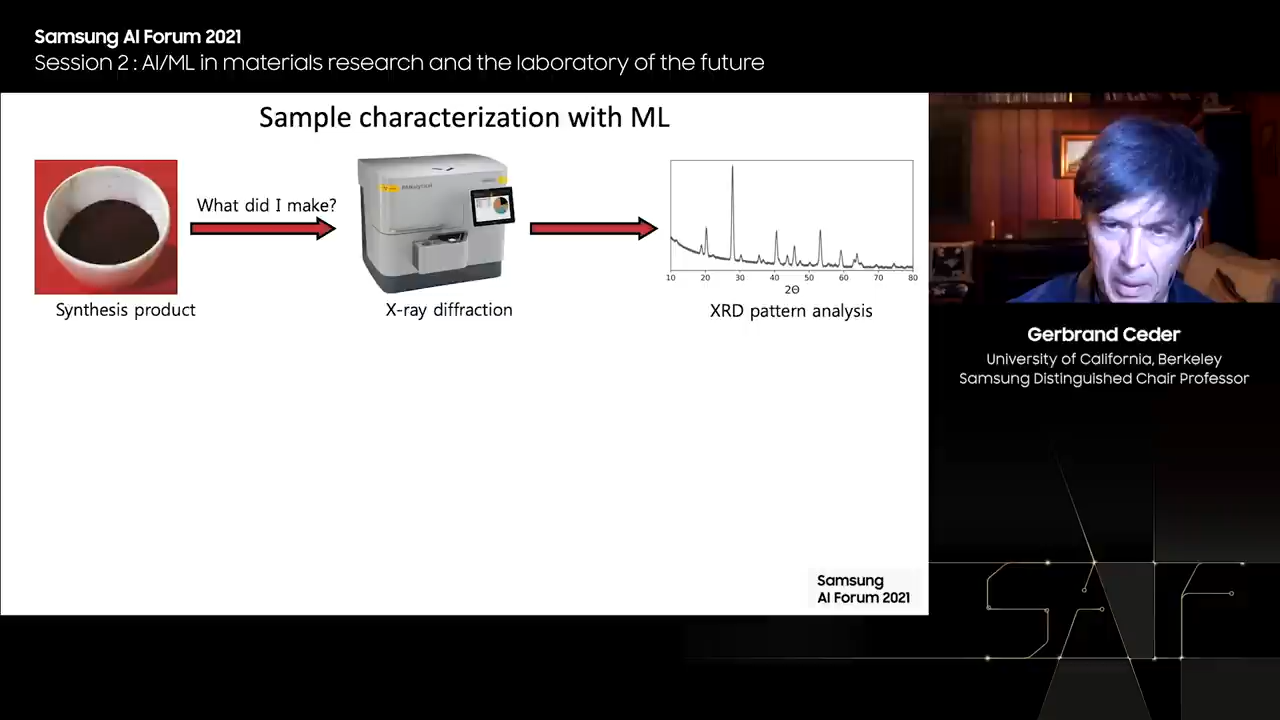 Samsung AI Forum 2021
Session 2 : AI/ML in materials research and the laboratory of the future
Sample characterization with ML
What did I make?
Synthesis product
X-ray diffraction
10 20 30 40 50 60 70 80
2Θ
XRD pattern analysis
Samsung
AI Forum 2021
Gerbrand Ceder
University of California, Berkeley
Samsung Distinguished Chair Professor
SAIF